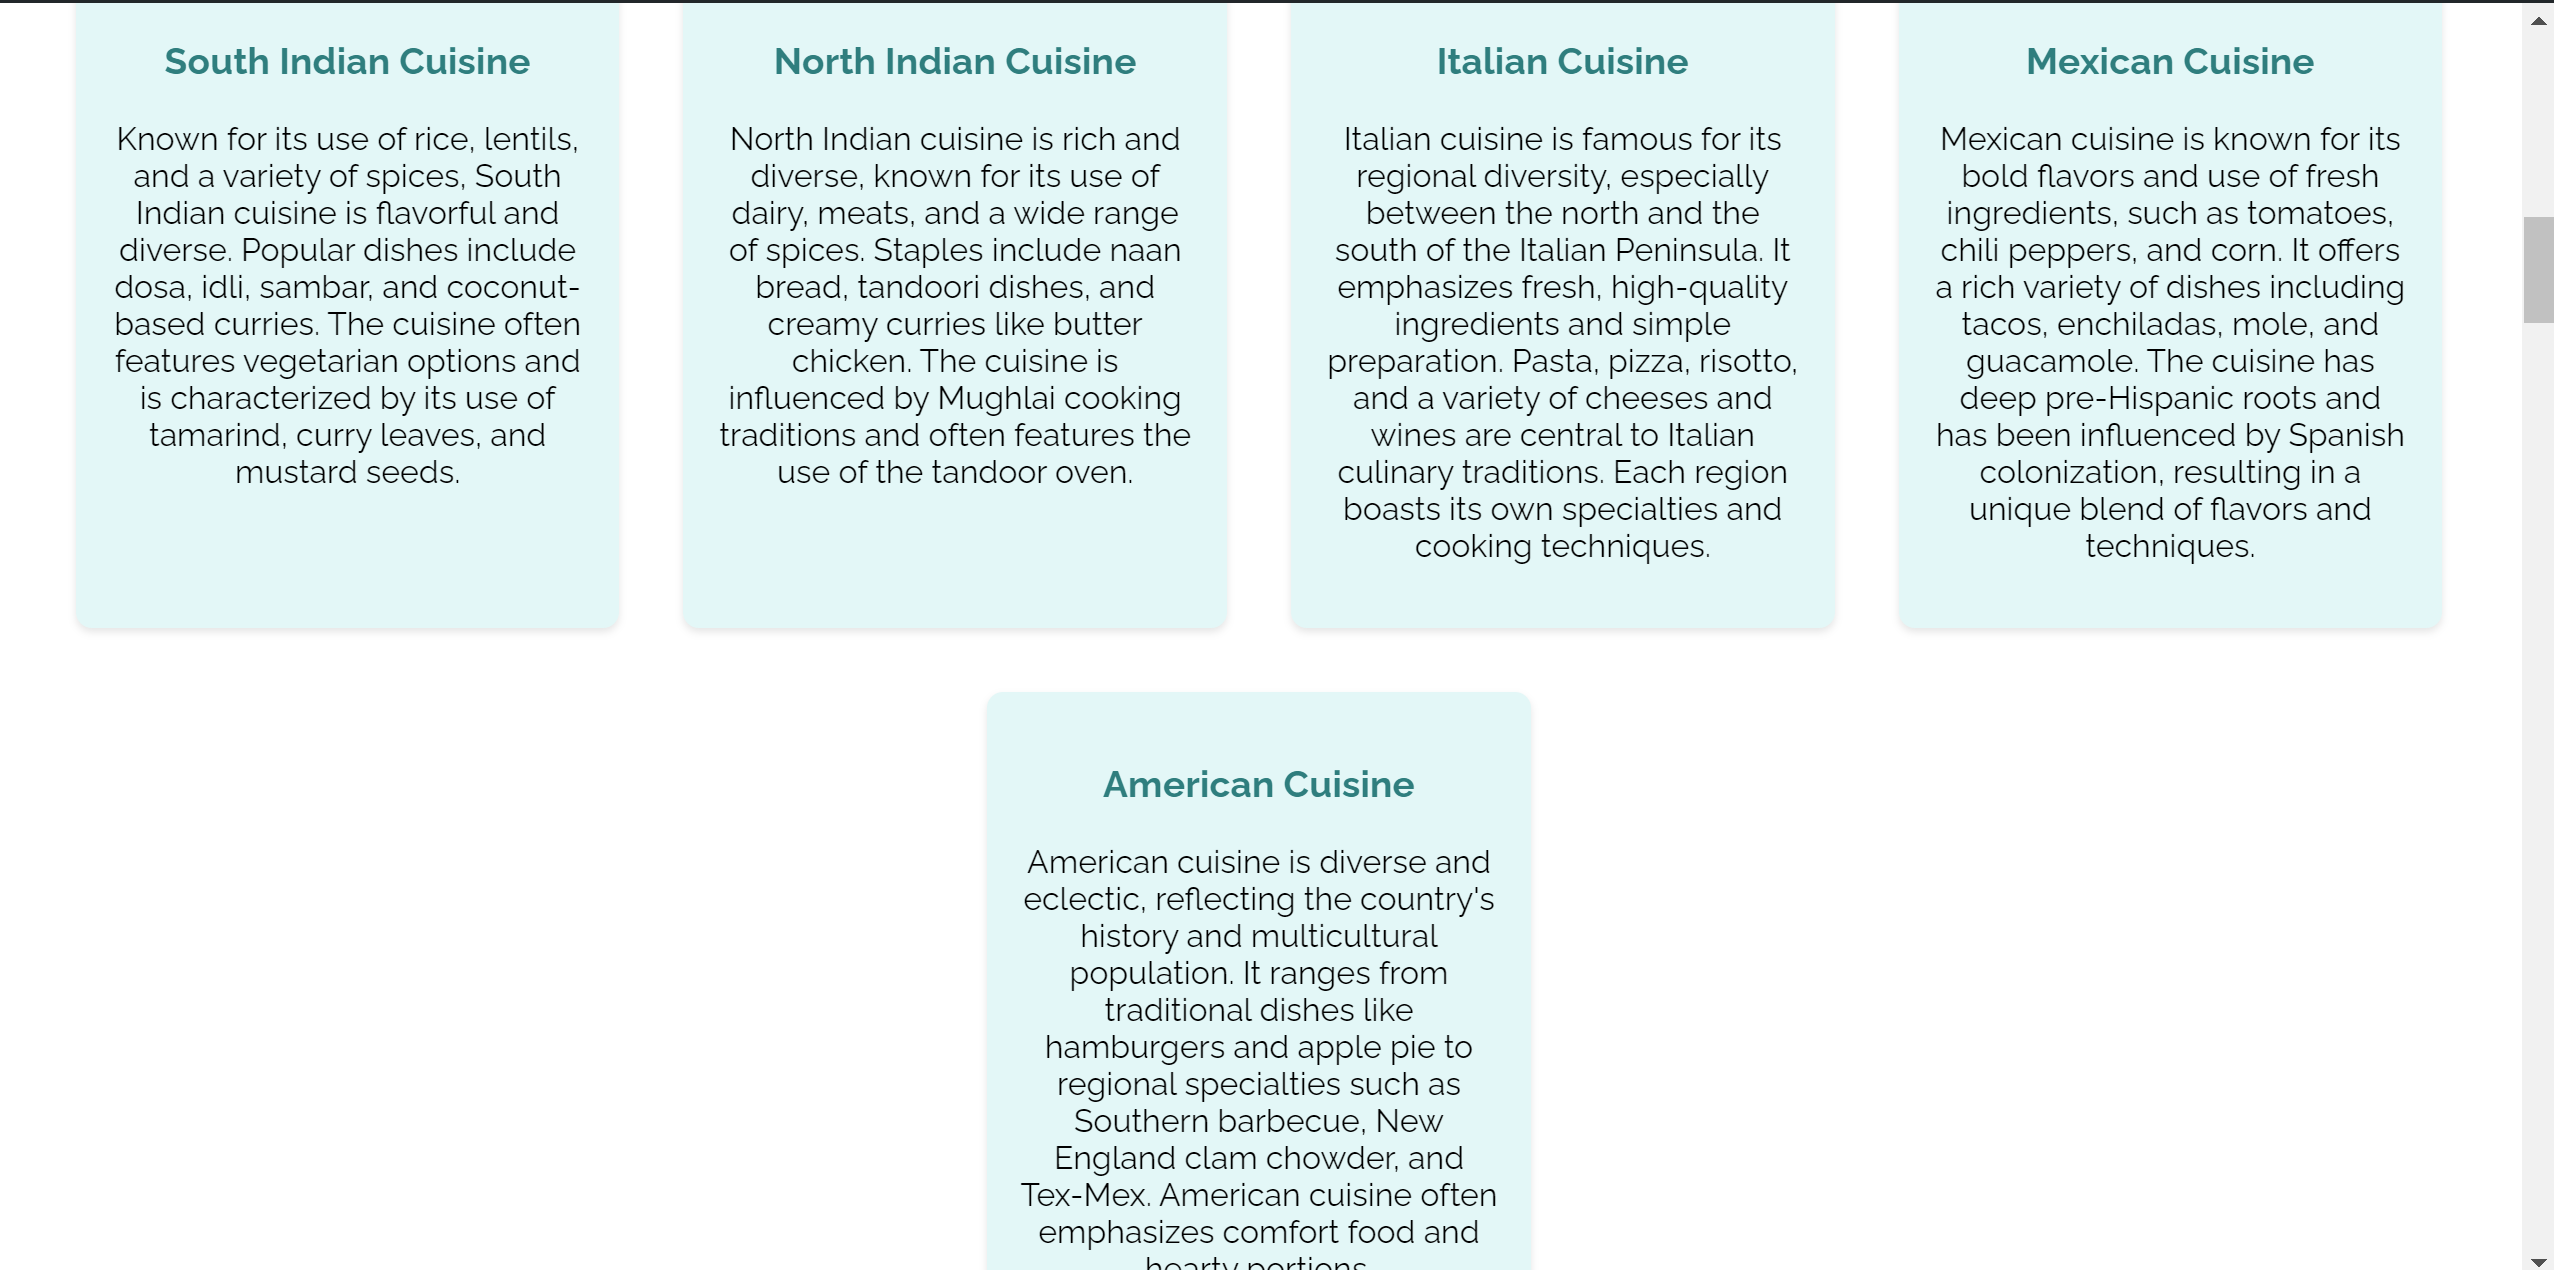 South Indian Cuisine
Known for its use of rice, lentils,
and a variety of spices, South
Indian cuisine is flavorful and
diverse. Popular dishes include
dosa, idli, sambar, and coconut-
based curries. The cuisine often
features vegetarian options and
is characterized by its use of
tamarind, curry leaves, and
mustard seeds.
North Indian Cuisine
North Indian cuisine is rich and
diverse, known for its use of
dairy, meats, and a wide range
of spices. Staples include naan
bread, tandoori dishes, and
creamy curries like butter
chicken. The cuisine is
influenced by Mughlai cooking
traditions and often features the
use of the tandoor oven.
Italian Cuisine
Italian cuisine is famous for its
regional diversity, especially
between the north and the
south of the Italian Peninsula. It
emphasizes fresh, high-quality
ingredients and simple
preparation. Pasta, pizza, risotto,
and a variety of cheeses and
wines are central to Italian
culinary traditions. Each region
boasts its own specialties and
cooking techniques.
Mexican Cuisine
Mexican cuisine is known for its
bold flavors and use of fresh
ingredients, such as tomatoes,
chili peppers, and corn. It offers
a rich variety of dishes including
tacos, enchiladas, mole, and
guacamole. The cuisine has
deep pre-Hispanic roots and
has been influenced by Spanish
colonization, resulting in a
unique blend of flavors and
techniques.
American Cuisine
American cuisine is diverse and
eclectic, reflecting the country's
history and multicultural
population. It ranges from
traditional dishes like
hamburgers and apple pie to
regional specialties such as
Southern barbecue, New
England clam chowder, and
Tex-Mex. American cuisine often
emphasizes comfort food and
hearty portions.